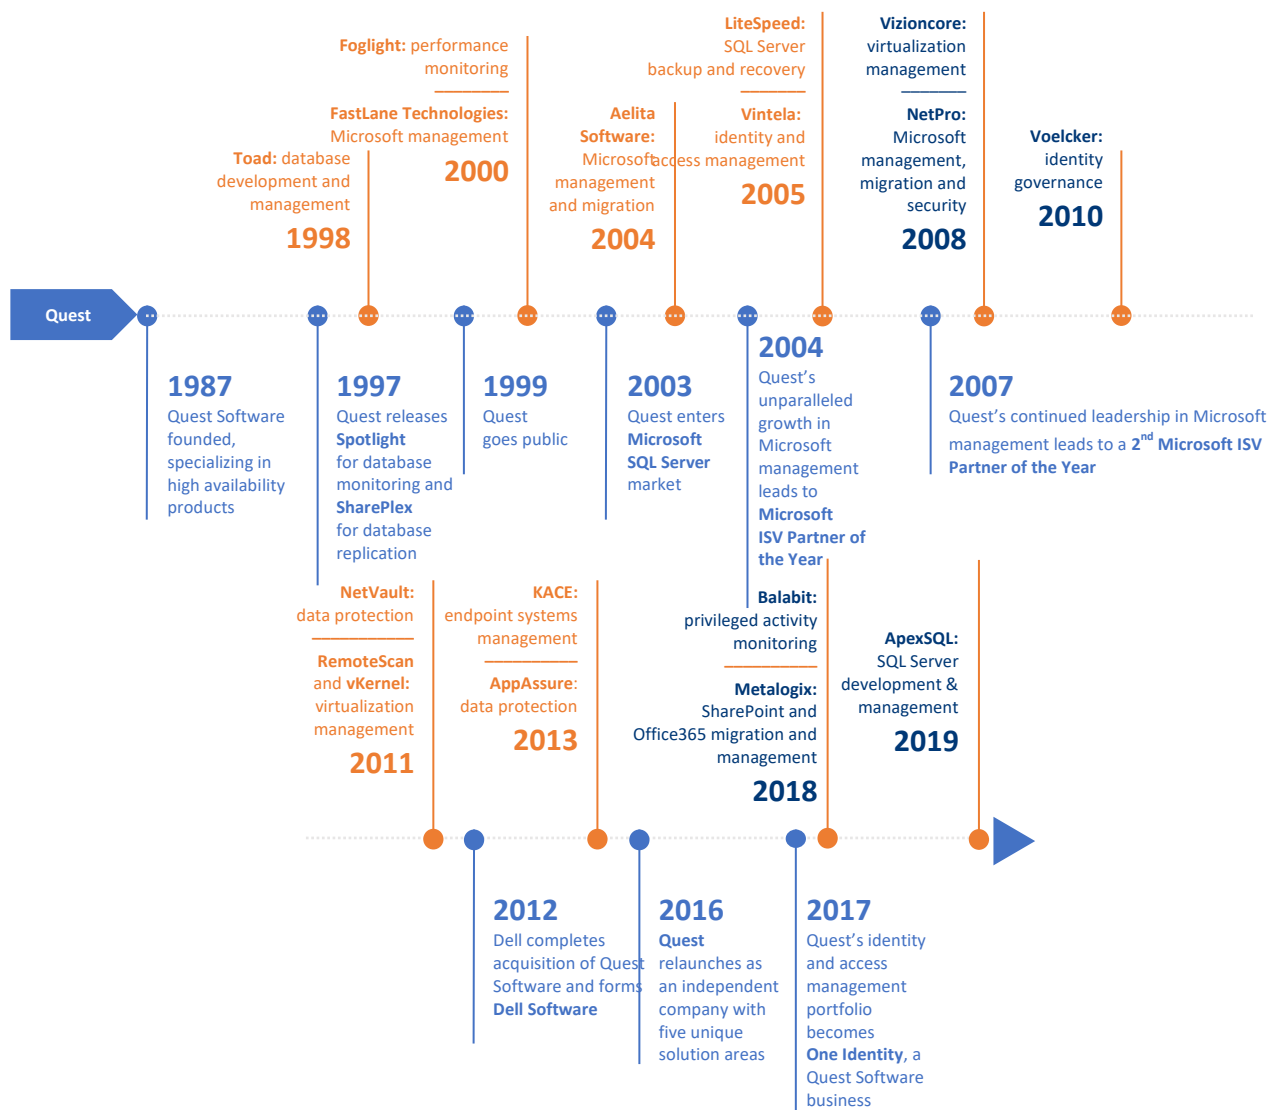 Foglight: performance
monitoring
FastLane Technologies:
Microsoft management
2000
Toad: database
development and
management
1998
Aelita
Software:
Microsoft
management
and migration
2004
LiteSpeed:
SQL Server
backup and recovery
Vintela:
identity and
access management
2005
Vizioncore:
virtualization
management
NetPro:
Microsoft
management,
migration and
security
2008
Voelcker:
identity
governance
2010
Quest
1987
Quest Software
founded,
specializing in
high availability
products
1997
Quest releases
Spotlight
for database
monitoring and
SharePlex
for database
replication
1999
Quest
goes public
2003
Quest enters
Microsoft
SQL Server
market
2004
Quest’s
unparalleled
growth in
Microsoft
management
leads to
Microsoft
ISV Partner of
the Year
2007
Quest’s continued leadership in Microsoft
management leads to a 2nd Microsoft ISV
Partner of the Year
NetVault:
data protection
RemoteScan
and vKernel:
virtualization
management
2011
KACE:
endpoint systems
management
AppAssure:
data protection
2013
Balabit:
privileged activity
monitoring
Metalogix:
SharePoint and
Office365 migration and
management
2018
ApexSQL:
SQL Server
development &
management
2019
2012
Dell completes
acquisition of Quest
Software and forms
Dell Software
2016
Quest
relaunches as
an independent
company with
five unique
solution areas
2017
Quest’s identity
and access
management
portfolio
becomes
One Identity, a
Quest Software
business